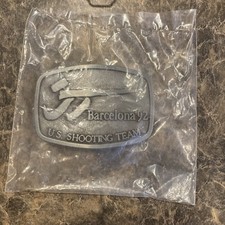 Barcelona '92
U.S. SHOOTING TEAM